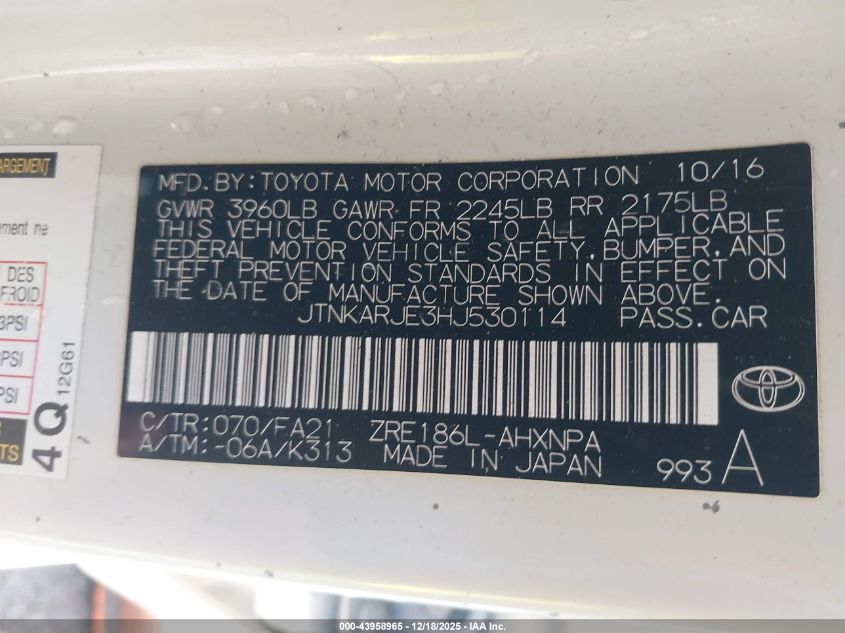 MFD.BY:TOYOTA MOTOR CORPORATION 10/16
GVWR 3960LB GAWR FR 2245LB RR 2175LB
THIS VEHICLE CONFORMS TO ALL APPLICABLE
FEDERAL MOTOR VEHICLE SAFETY,BUMPER,AND
THEFT PREVENTION STANDARDS IN EFFECT ON
THE DATE OF MANUFACTURE SHOWN ABOVE.
JTNKARJE3HJ530114 PASS.CAR
C/TR:070/FA21 ZRE186L-AHXNPA
A/TM:-06A/K313 MADE IN JAPAN 993 A
ARGEMENT
ement ne
DES
FROID
PSI
PSI
PSI
TS
4Q
12G61
000-43958965 - 12/18/2025 - IAA Inc.